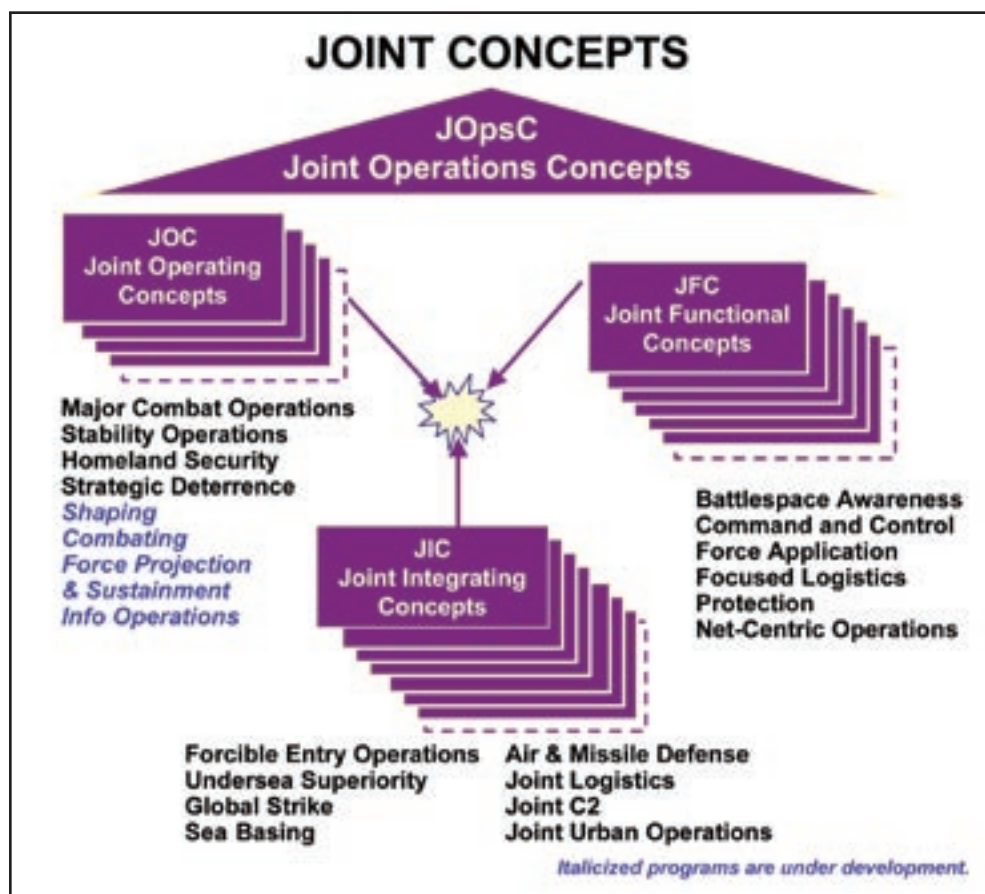 JOINT CONCEPTS
JOpsC
Joint Operations Concepts
JOC
Joint Operating
Concepts
JFC
Joint Functional
Concepts
Major Combat Operations
Stability Operations
Homeland Security
Strategic Deterrence
Shaping
Combating
Force Projection
& Sustainment
Info Operations
Battlespace Awareness
Command and Control
Force Application
Focused Logistics
Protection
Net-Centric Operations
JIC
Joint Integrating
Concepts
Forcible Entry Operations
Undersea Superiority
Global Strike
Sea Basing
Air & Missile Defense
Joint Logistics
Joint C2
Joint Urban Operations
Italicized programs are under development.